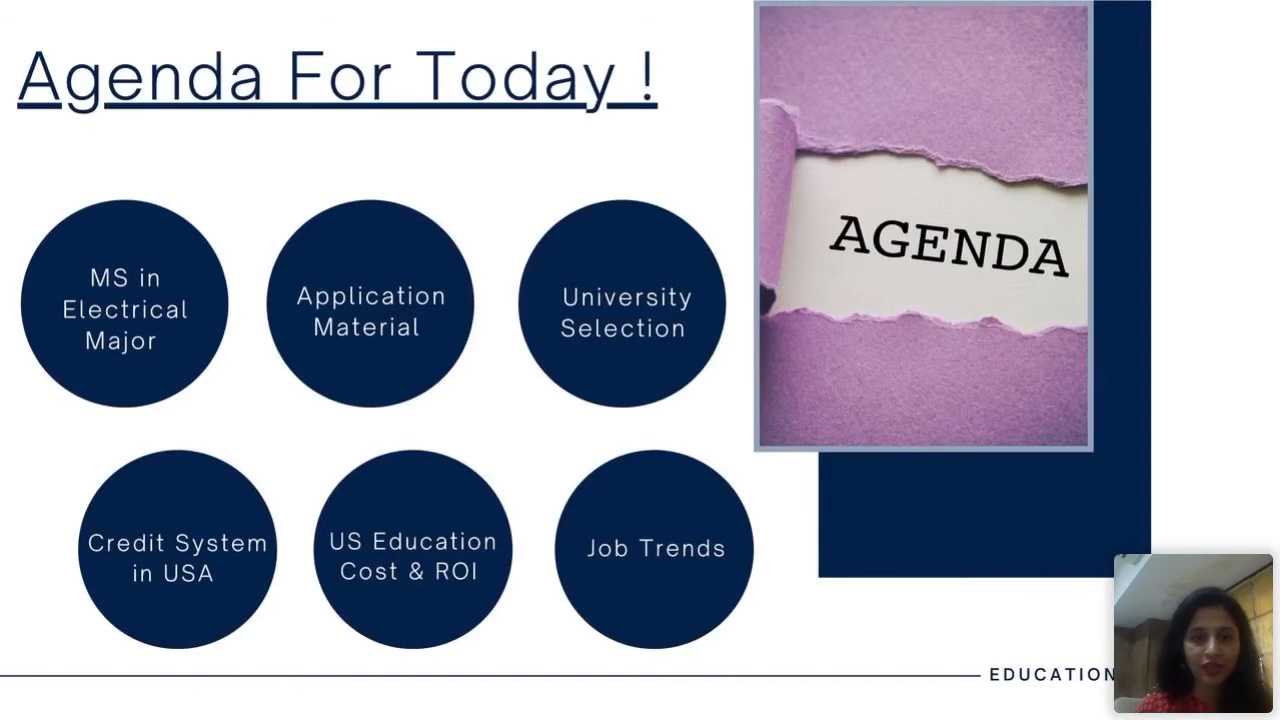 Agenda For Today !
MS in
Electrical
Major
Application
Material
University
Selection
Credit System
in USA
US Education
Cost & ROI
Job Trends
AGENDA
EDUCATION